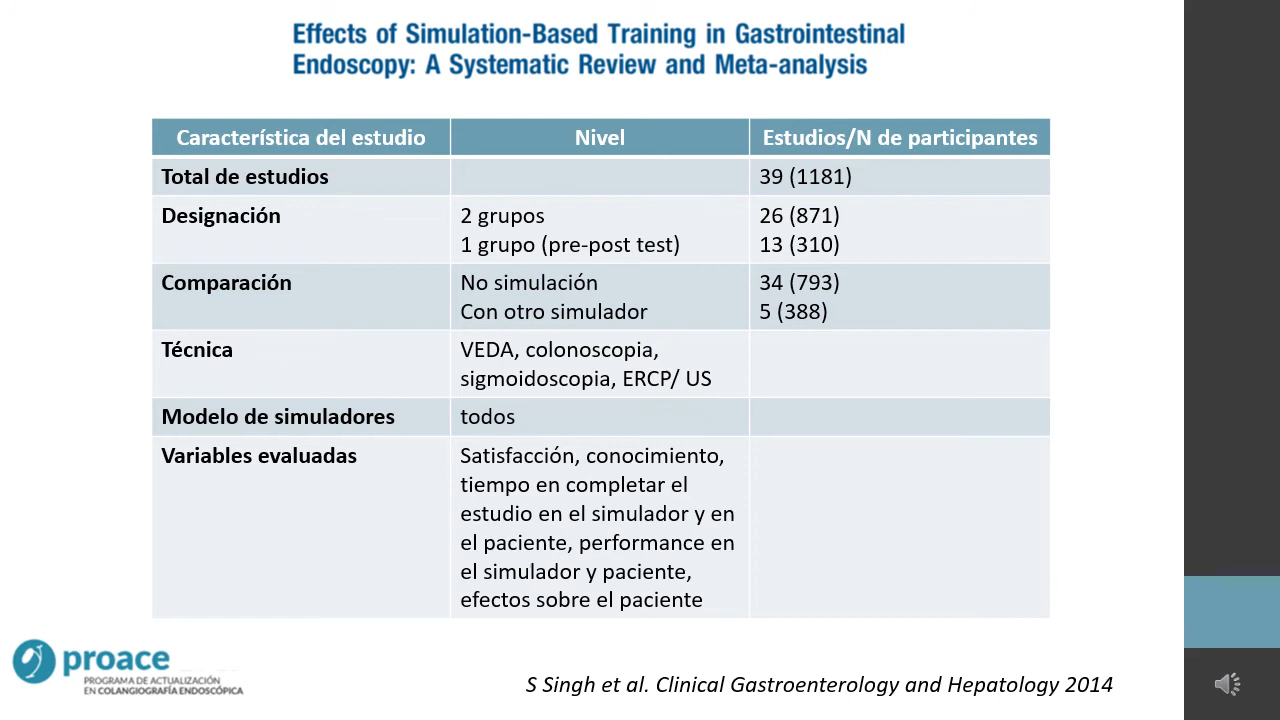 Effects of Simulation-Based Training in Gastrointestinal
Endoscopy: A Systematic Review and Meta-analysis
Característica del estudio Nivel Estudios/N de participantes
Total de estudios 39 (1181)
Designación 2 grupos 26 (871)
1 grupo (pre-post test) 13 (310)
Comparación No simulación 34 (793)
Con otro simulador 5 (388)
Técnica VEDA, colonoscopia,
sigmoidoscopia, ERCP/ US
Modelo de simuladores todos
Variables evaluadas Satisfacción, conocimiento,
tiempo en completar el
estudio en el simulador y en
el paciente, performance en
el simulador y paciente,
efectos sobre el paciente
proace
PROGRAMA DE ACTUALIZACIÓN
EN COLANGIOGRAFÍA ENDOSCÓPICA
S Singh et al. Clinical Gastroenterology and Hepatology 2014